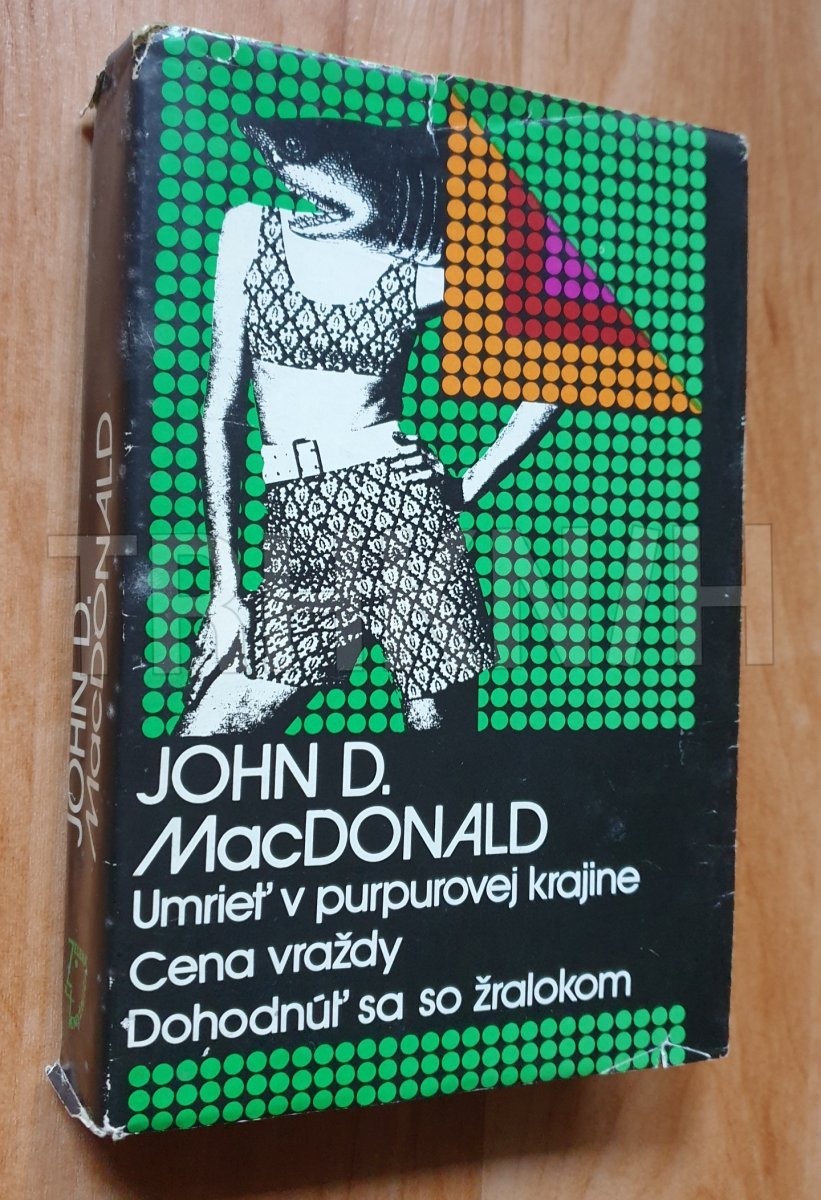 JOHN D.
MacDONALD
Umrieť v purpurovej krajine
Cena vraždy
Dohodnúť sa so žralokom
JOHN D.
MacDONALD